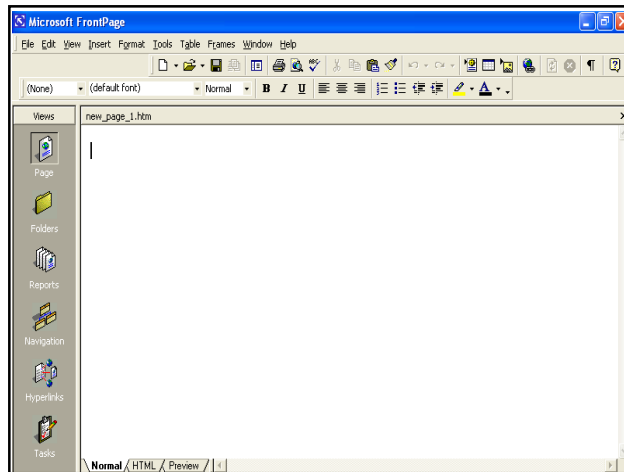 Microsoft FrontPage
File Edit View Insert Format Tools Table Frames Window Help
(None) (default font) Normal B I U A
Views new_page_1.htm
Page
Folders
Reports
Navigation
Hyperlinks
Tasks
Normal HTML Preview